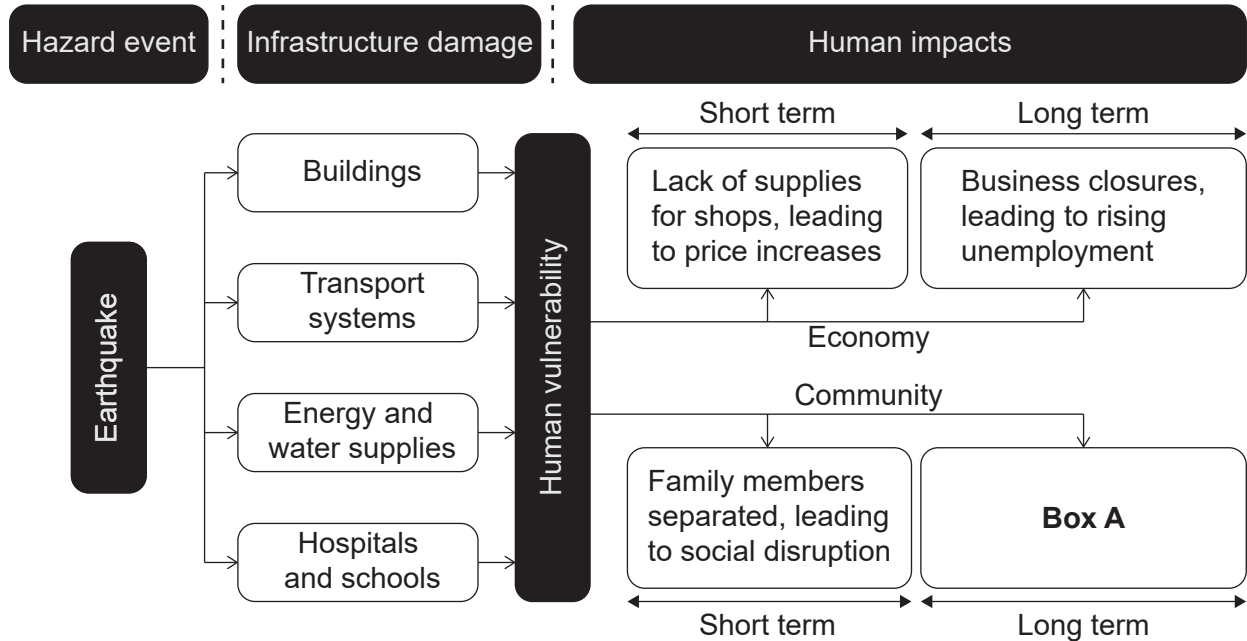 Hazard event
Infrastructure damage
Human impacts
Short term
Long term
Buildings
Lack of supplies
for shops, leading
to price increases
Business closures,
leading to rising
unemployment
Earthquake
Transport
systems
Human vulnerability
Economy
Community
Energy and
water supplies
Family members
separated, leading
to social disruption
Box A
Hospitals
and schools
Short term
Long term